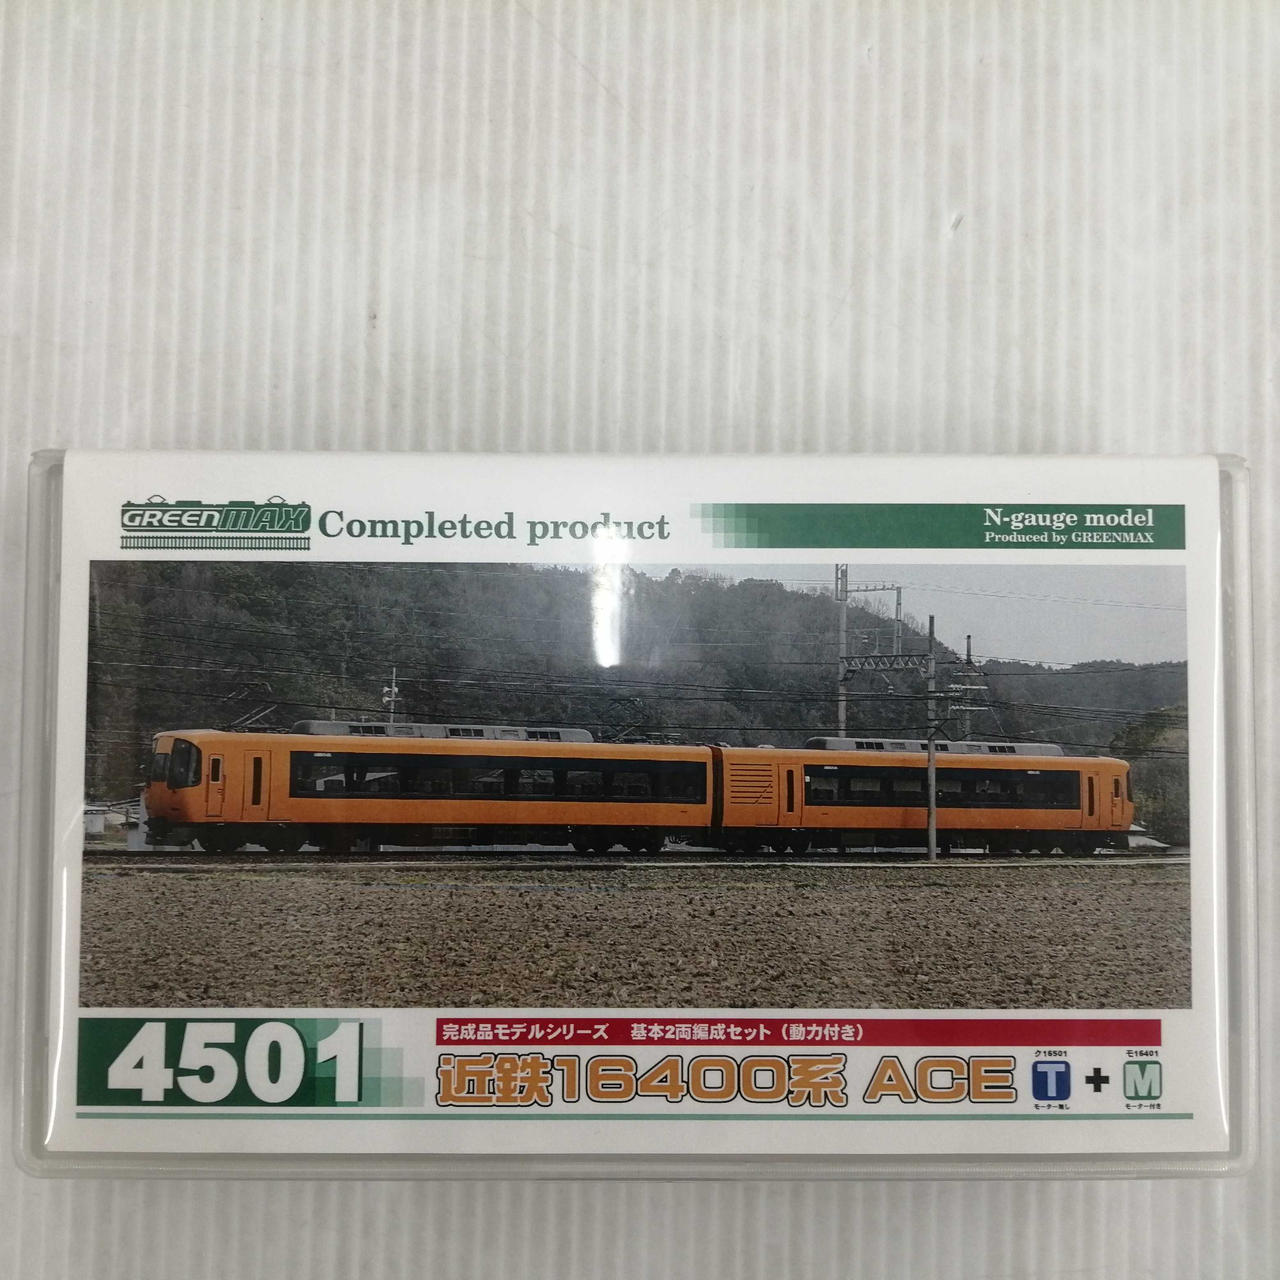 GREENMAX Completed product
N-gauge model
Produced by GREENMAX
4501
完成品モデルシリーズ 基本2両編成セット(動力付き)
近鉄16400系 ACE
ク16501
T
モーター無し
+
モ16401
M
モーター付き